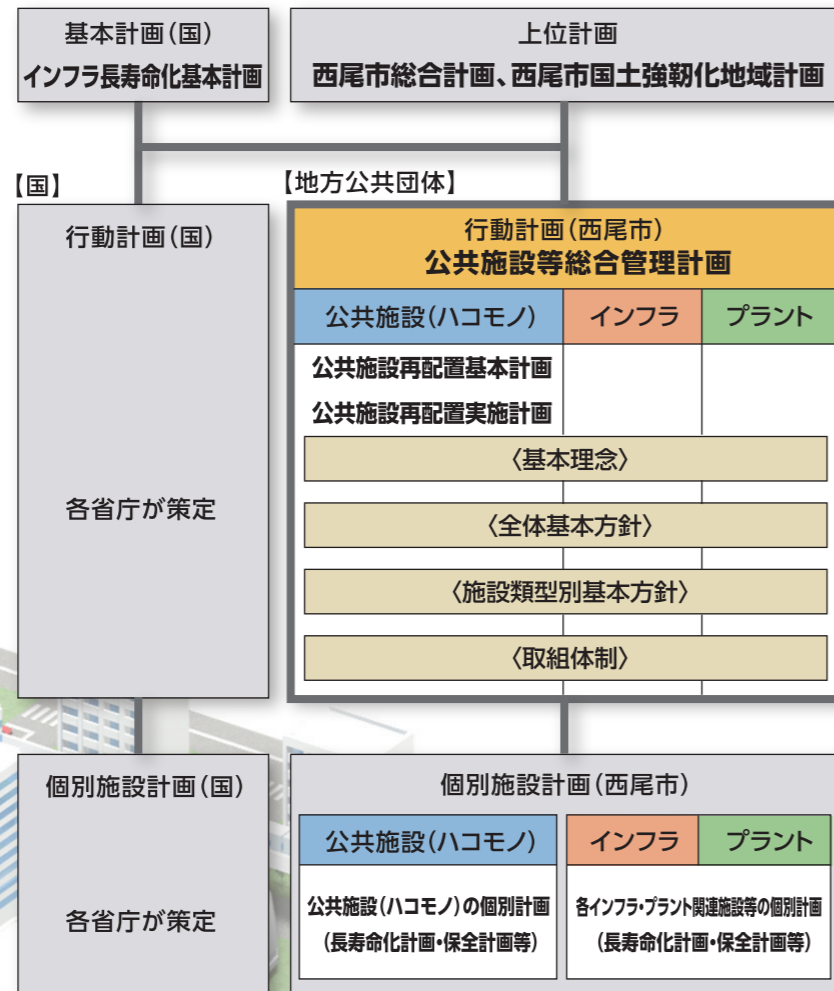 基本計画（国）
インフラ長寿命化基本計画
上位計画
西尾市総合計画、西尾市国土強靱化地域計画
【国】
【地方公共団体】
行動計画（国）
各省庁が策定
行動計画（西尾市）
公共施設等総合管理計画
公共施設（ハコモノ）
インフラ
プラント
公共施設再配置基本計画
公共施設再配置実施計画
〈基本理念〉
〈全体基本方針〉
〈施設類型別基本方針〉
〈取組体制〉
個別施設計画（国）
各省庁が策定
個別施設計画（西尾市）
公共施設（ハコモノ）
インフラ
プラント
公共施設（ハコモノ）の個別計画
（長寿命化計画・保全計画等）
各インフラ・プラント関連施設等の個別計画
（長寿命化計画・保全計画等）